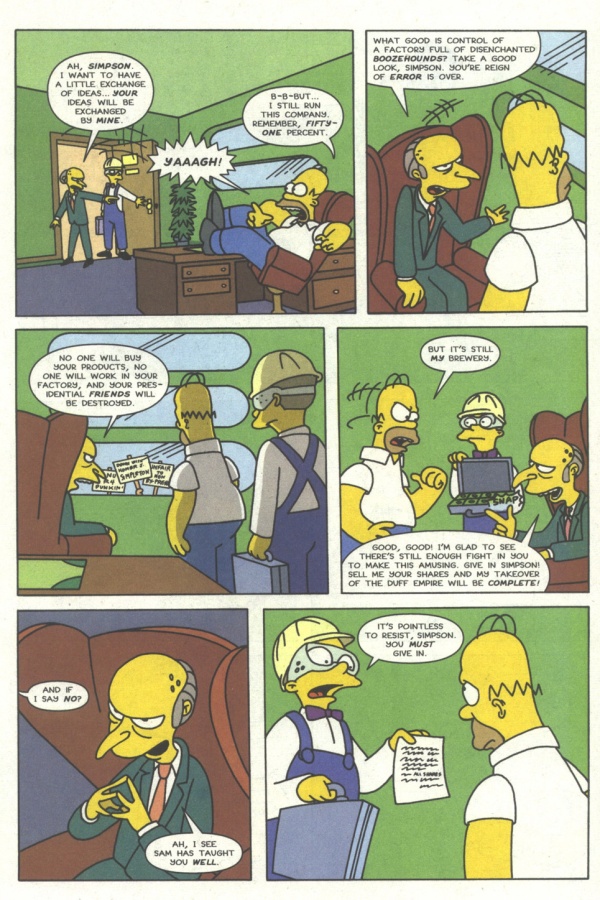 AH, SIMPSON.
I WANT TO HAVE
A LITTLE EXCHANGE
OF IDEAS... YOUR
IDEAS WILL BE
EXCHANGED
BY MINE.
YAAAGH!
B-B-BUT...
I STILL RUN
THIS COMPANY.
REMEMBER, FIFTY-
ONE PERCENT.
WHAT GOOD IS CONTROL OF
A FACTORY FULL OF DISENCHANTED
BOOZEHOUNDS? TAKE A GOOD
LOOK, SIMPSON. YOU'RE REIGN
OF ERROR IS OVER.
NO ONE WILL BUY
YOUR PRODUCTS, NO
ONE WILL WORK IN YOUR
FACTORY, AND YOUR PRES-
IDENTIAL FRIENDS WILL
BE DESTROYED.
DOWN WITH
HOMER J.
SIMPSON
UNFAIR
TO
BUT IT'S STILL
MY BREWERY.
SNAP!
GOOD, GOOD! I'M GLAD TO SEE
THERE'S STILL ENOUGH FIGHT IN YOU
TO MAKE THIS AMUSING. GIVE IN SIMPSON!
SELL ME YOUR SHARES AND MY TAKEOVER
OF THE DUFF EMPIRE WILL BE COMPLETE!
AND IF
I SAY NO?
AH, I SEE
SAM HAS TAUGHT
YOU WELL.
IT'S POINTLESS
TO RESIST, SIMPSON.
YOU MUST
GIVE IN.
ALL SHARES